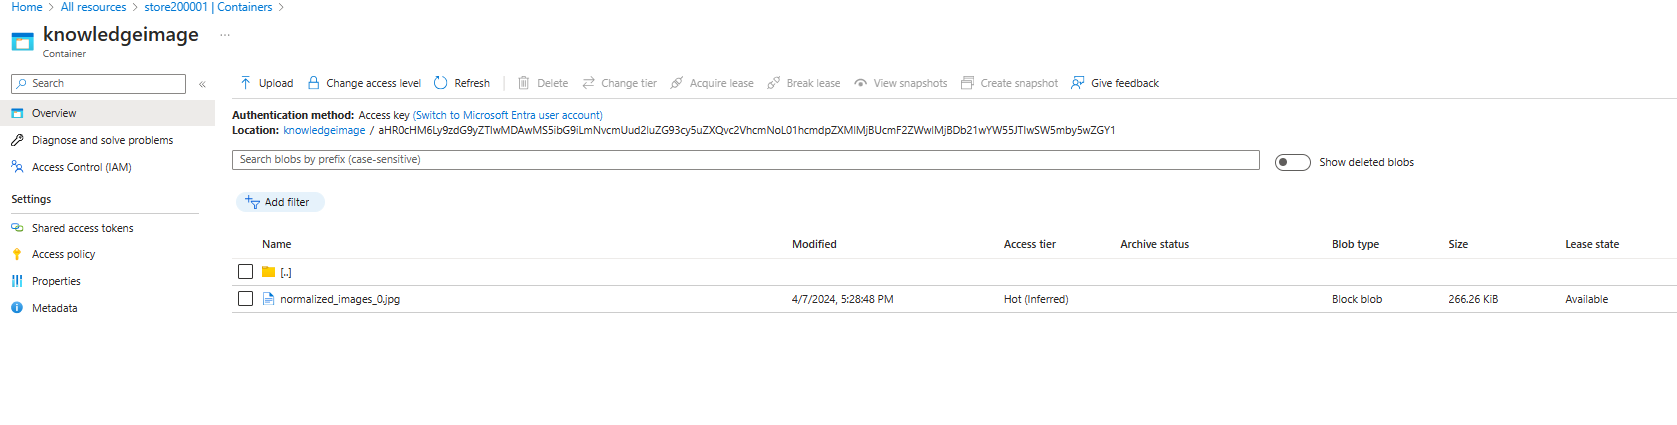 Home > All resources > store200001 | Containers >
knowledgeimage ...
Container
Search «
Upload Change access level Refresh Delete Change tier Acquire lease Break lease View snapshots Create snapshot Give feedback
Overview
Diagnose and solve problems
Access Control (IAM)
Settings
Shared access tokens
Access policy
Properties
Metadata
Authentication method: Access key (Switch to Microsoft Entra user account)
Location: knowledgeimage /
Search blobs by prefix (case-sensitive)
Show deleted blobs
Add filter
Name Modified Access tier Archive status Blob type Size Lease state
[..]
normalized_images_0.jpg 4/7/2024, 5:28:48 PM Hot (Inferred) Block blob 266.26 KiB Available